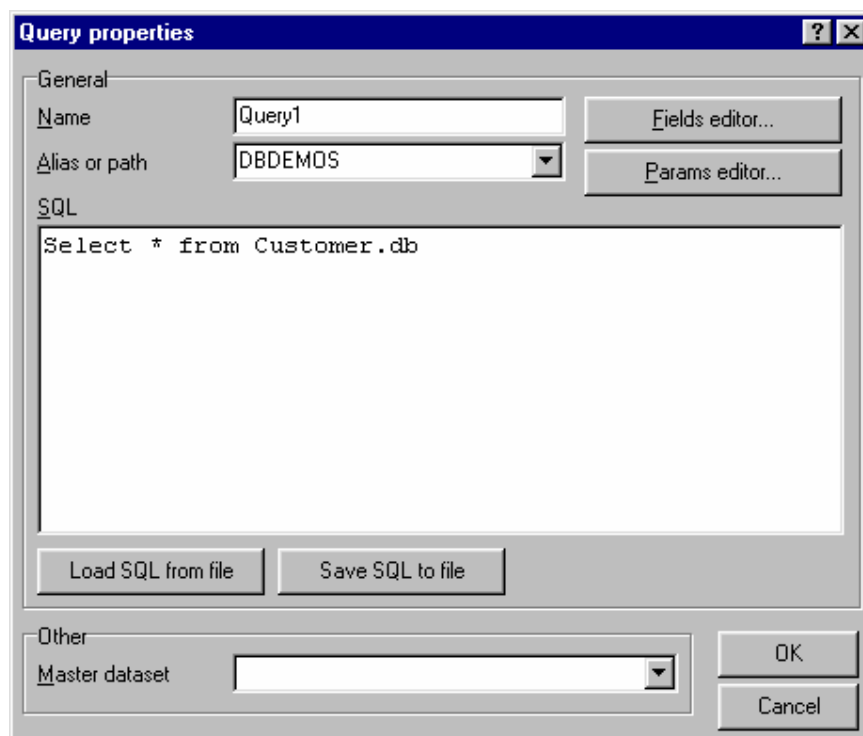 Query properties
General
Name Query1 Fields editor...
Alias or path DBDEMOS Params editor...
SQL
Select * from Customer.db
Load SQL from file Save SQL to file
Other
Master dataset
OK
Cancel